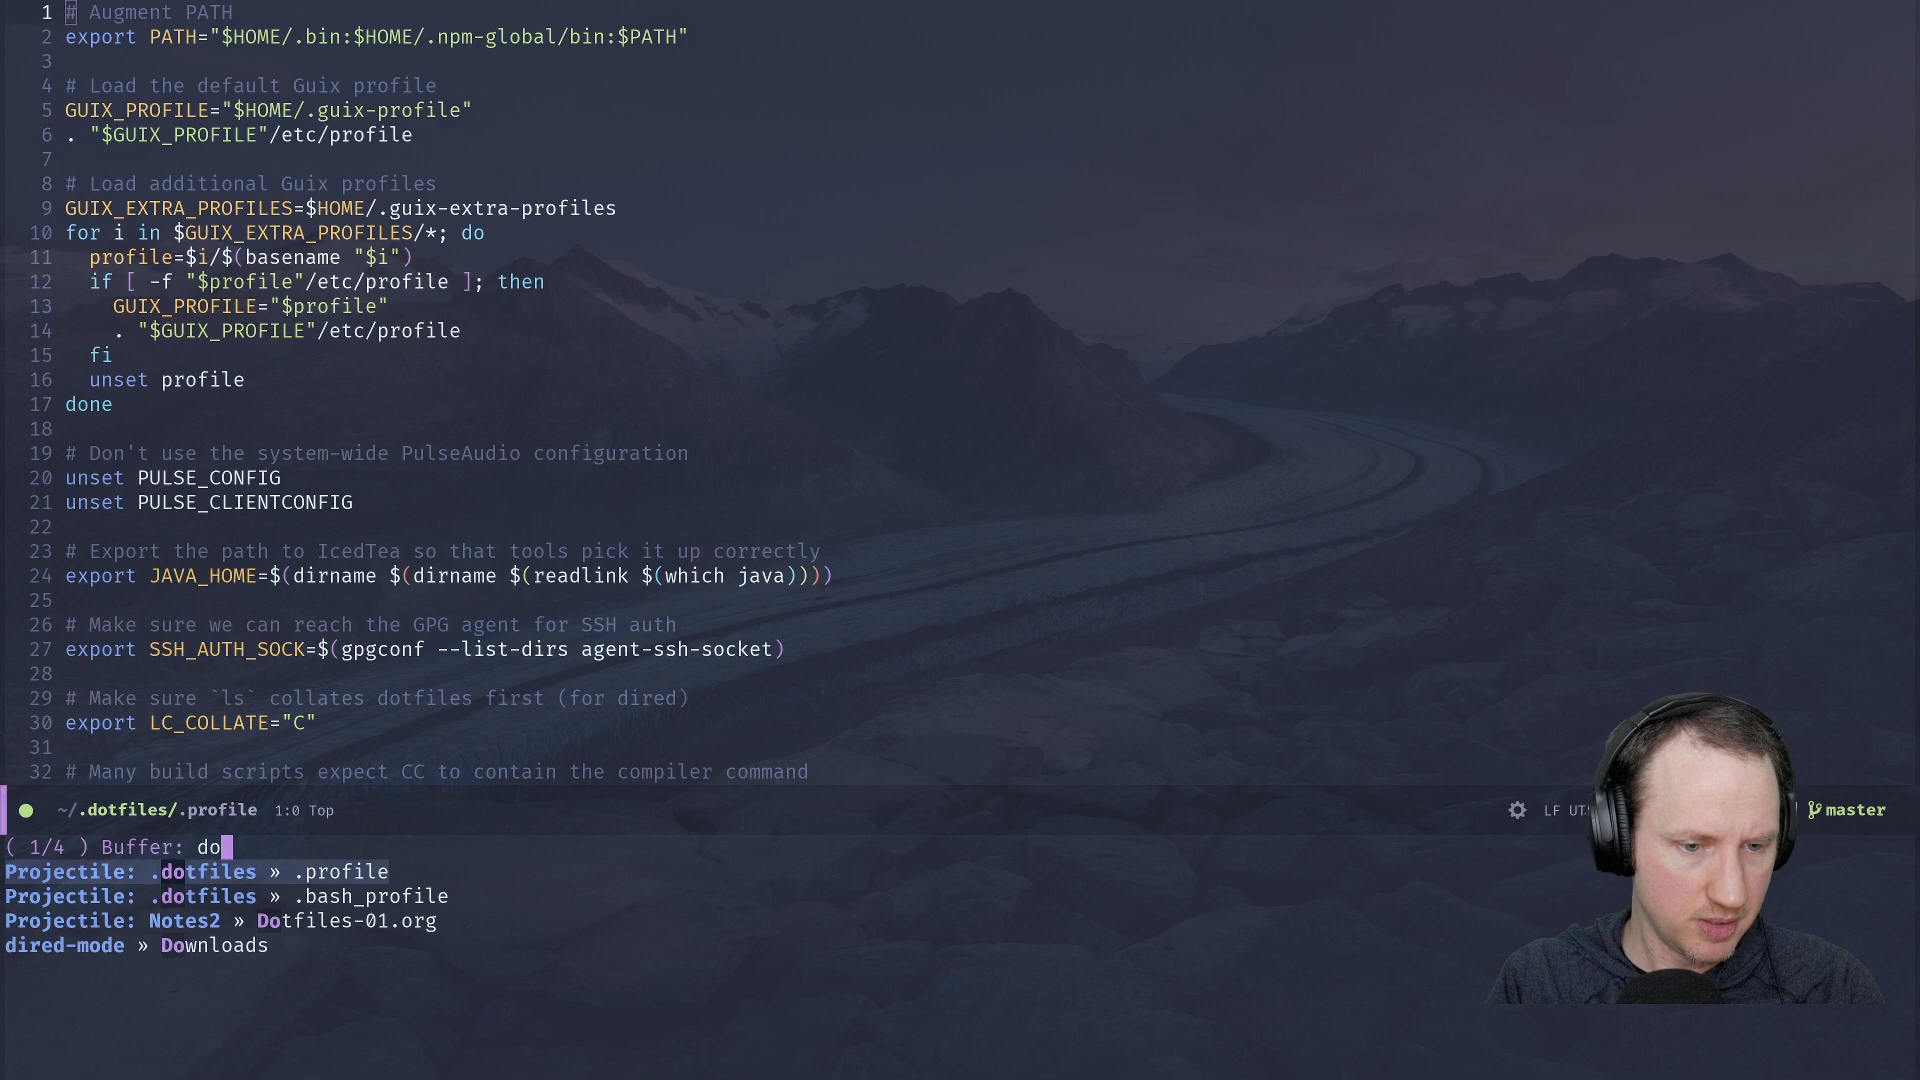 1 # Augment PATH
2 export PATH="$HOME/.bin:$HOME/.npm-global/bin:$PATH"
3
4 # Load the default Guix profile
5 GUIX_PROFILE="$HOME/.guix-profile"
6 . "$GUIX_PROFILE"/etc/profile
7
8 # Load additional Guix profiles
9 GUIX_EXTRA_PROFILES=$HOME/.guix-extra-profiles
10 for i in $GUIX_EXTRA_PROFILES/*; do
11   profile=$i/$(basename "$i")
12   if [ -f "$profile"/etc/profile ]; then
13     GUIX_PROFILE="$profile"
14     . "$GUIX_PROFILE"/etc/profile
15   fi
16   unset profile
17 done
18
19 # Don't use the system-wide PulseAudio configuration
20 unset PULSE_CONFIG
21 unset PULSE_CLIENTCONFIG
22
23 # Export the path to IcedTea so that tools pick it up correctly
24 export JAVA_HOME=$(dirname $(dirname $(readlink $(which java))))
25
26 # Make sure we can reach the GPG agent for SSH auth
27 export SSH_AUTH_SOCK=$(gpgconf --list-dirs agent-ssh-socket)
28
29 # Make sure `ls` collates dotfiles first (for dired)
30 export LC_COLLATE="C"
31
32 # Many build scripts expect CC to contain the compiler command
~/.dotfiles/.profile 1:0 Top LF UT master
( 1/4 ) Buffer: do
Projectile: .dotfiles » .profile
Projectile: .dotfiles » .bash_profile
Projectile: Notes2 » Dotfiles-01.org
dired-mode » Downloads